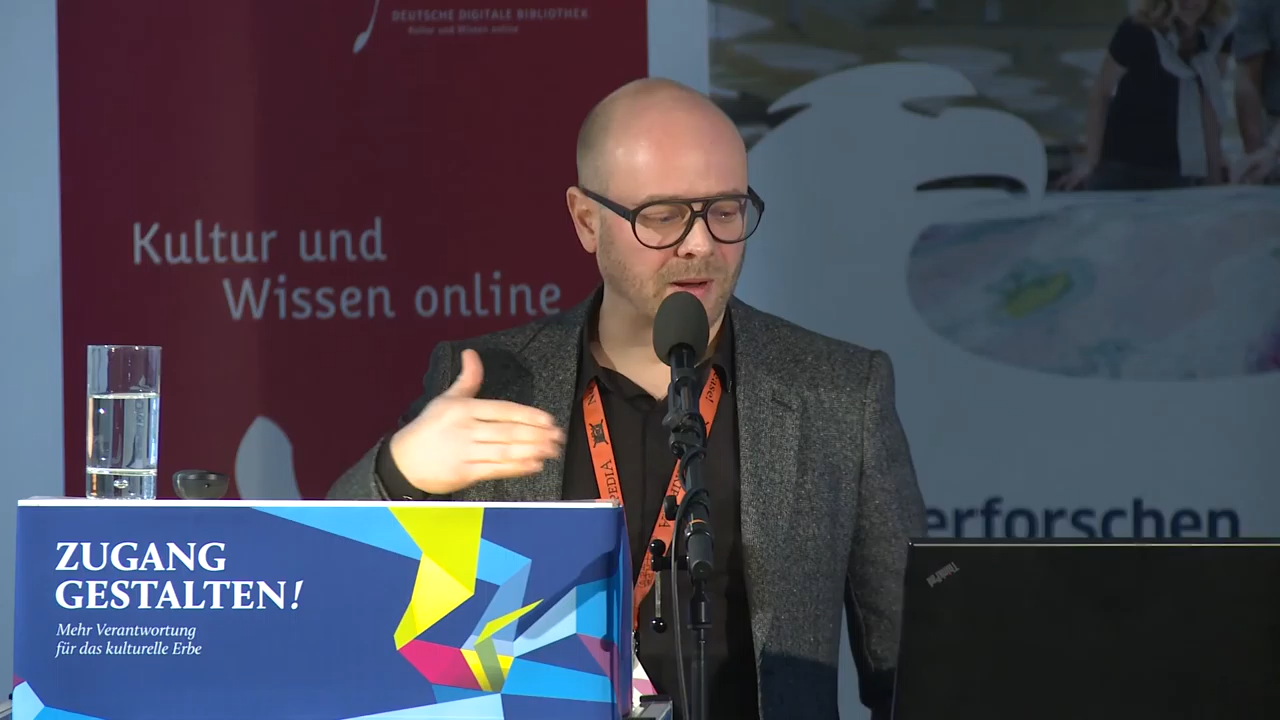 DEUTSCHE DIGITALE BIBLIOTHEK
Kultur und Wissen online
Kultur und
Wissen online
erforschen
ZUGANG
GESTALTEN!
Mehr Verantwortung
für das kulturelle Erbe
ThinkPad